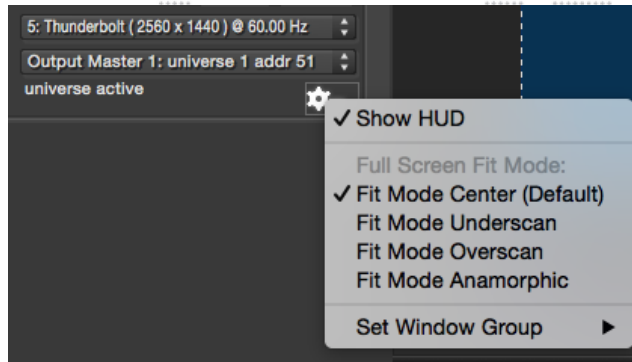 5: Thunderbolt ( 2560 x 1440 ) @ 60.00 Hz
Output Master 1: universe 1 addr 51
universe active
✓ Show HUD
Full Screen Fit Mode:
✓ Fit Mode Center (Default)
Fit Mode Underscan
Fit Mode Overscan
Fit Mode Anamorphic
Set Window Group